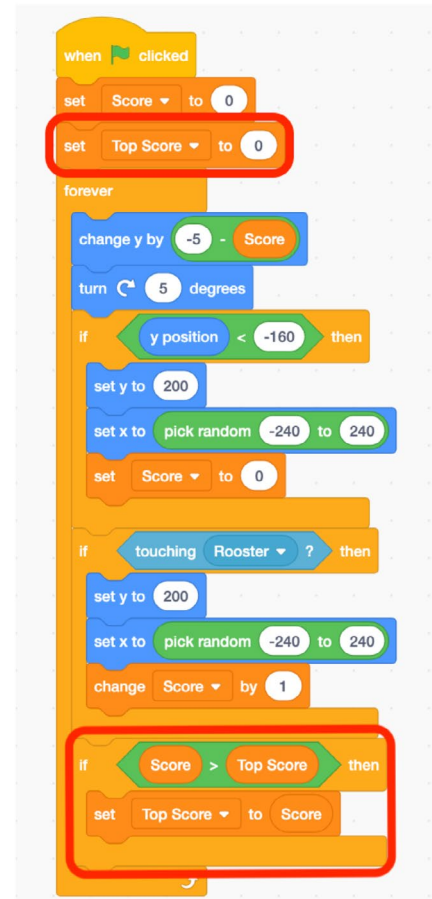 when clicked
set Score to 0
set Top Score to 0
forever
change y by -5 - Score
turn 5 degrees
if y position < -160 then
set y to 200
set x to pick random -240 to 240
set Score to 0
if touching Rooster ? then
set y to 200
set x to pick random -240 to 240
change Score by 1
if Score > Top Score then
set Top Score to Score